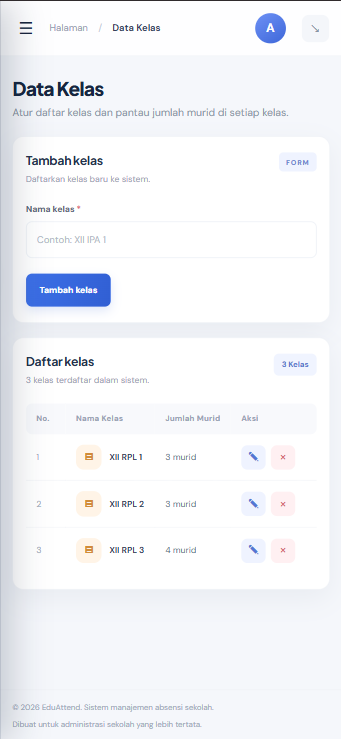 Halaman / Data Kelas A
Data Kelas
Atur daftar kelas dan pantau jumlah murid di setiap kelas.
Tambah kelas FORM
Daftarkan kelas baru ke sistem.
Nama kelas *
Contoh: XII IPA 1
Tambah kelas
Daftar kelas 3 Kelas
3 kelas terdaftar dalam sistem.
No. Nama Kelas Jumlah Murid Aksi
1 XII RPL 1 3 murid
2 XII RPL 2 3 murid
3 XII RPL 3 4 murid
© 2026 EduAttend. Sistem manajemen absensi sekolah.
Dibuat untuk administrasi sekolah yang lebih tertata.